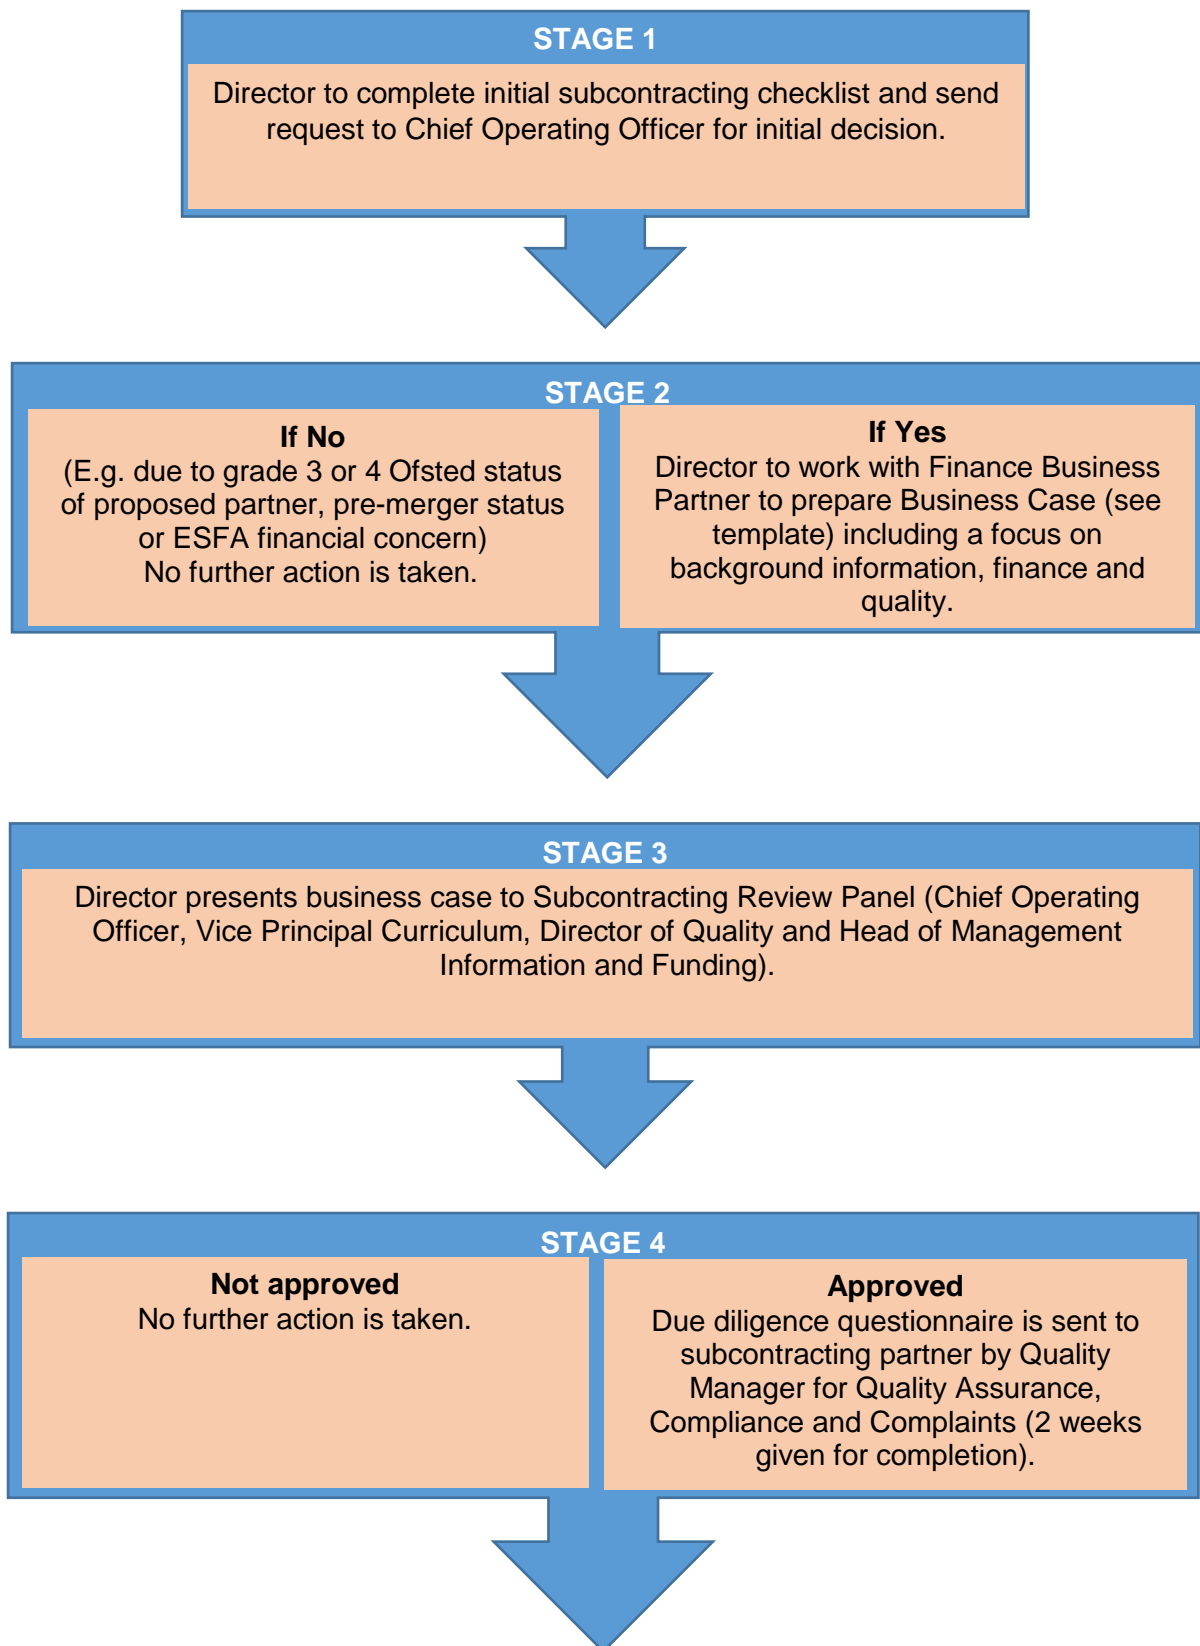 STAGE 1
Director to complete initial subcontracting checklist and send
request to Chief Operating Officer for initial decision.
STAGE 2
If No
(E.g. due to grade 3 or 4 Ofsted status
of proposed partner, pre-merger status
or ESFA financial concern)
No further action is taken.
If Yes
Director to work with Finance Business
Partner to prepare Business Case (see
template) including a focus on
background information, finance and
quality.
STAGE 3
Director presents business case to Subcontracting Review Panel (Chief Operating
Officer, Vice Principal Curriculum, Director of Quality and Head of Management
Information and Funding).
STAGE 4
Not approved
No further action is taken.
Approved
Due diligence questionnaire is sent to
subcontracting partner by Quality
Manager for Quality Assurance,
Compliance and Complaints (2 weeks
given for completion).